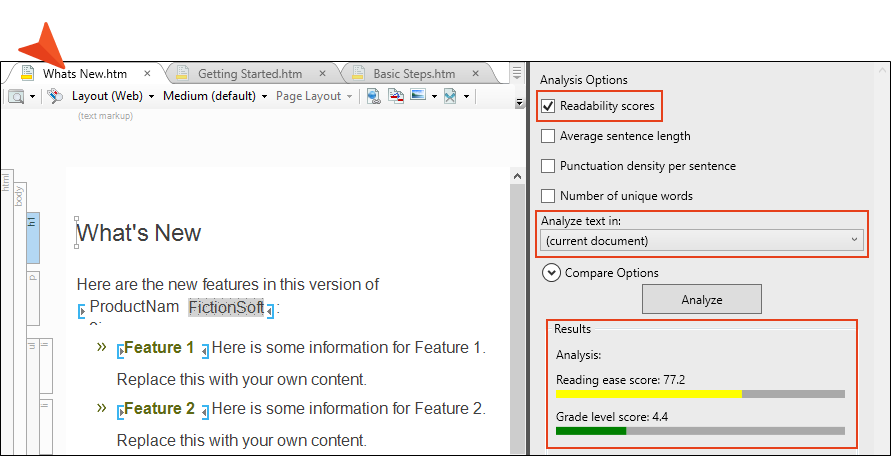 Whats New.htm × Getting Started.htm × Basic Steps.htm ×
Layout (Web) Medium (default) Page Layout
(text markup)
html
body
h1
p
ul
li
li
What's New
Here are the new features in this version of
ProductNam FictionSoft :
» Feature 1 Here is some information for Feature 1.
Replace this with your own content.
» Feature 2 Here is some information for Feature 2.
Replace this with your own content.
Analysis Options
Readability scores
Average sentence length
Punctuation density per sentence
Number of unique words
Analyze text in:
(current document)
Compare Options
Analyze
Results
Analysis:
Reading ease score: 77.2
Grade level score: 4.4